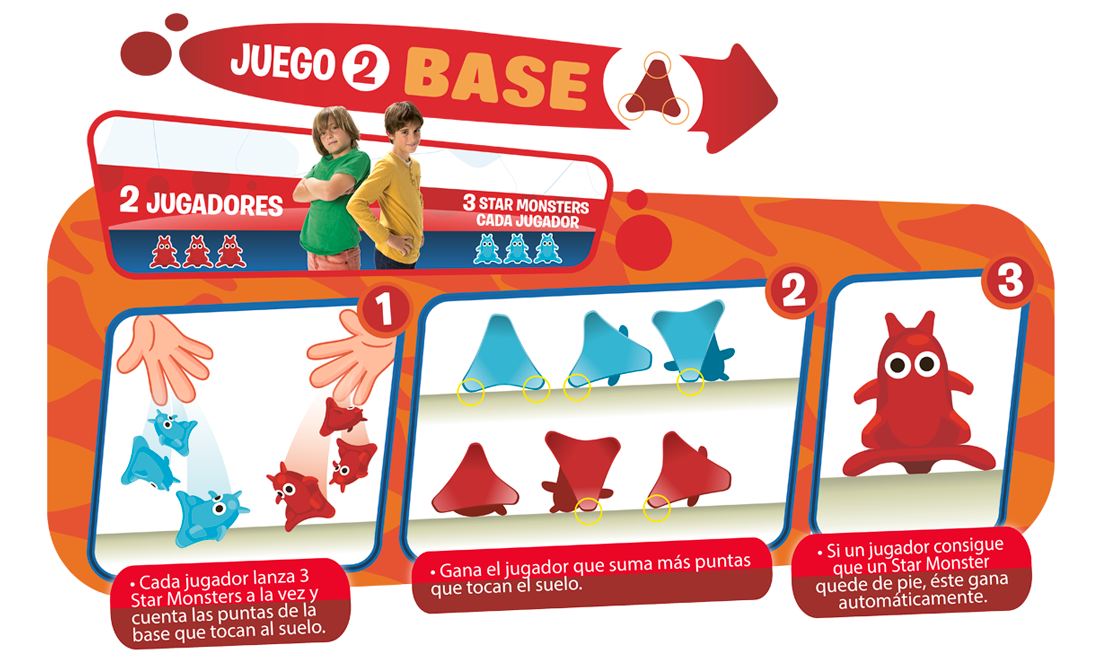 JUEGO 2 BASE
2 JUGADORES
3 STAR MONSTERS
CADA JUGADOR
1
2
3
• Cada jugador lanza 3
Star Monsters a la vez y
cuenta las puntas de la
base que tocan al suelo.
• Gana el jugador que suma más puntas
que tocan el suelo.
• Si un jugador consigue
que un Star Monster
quede de pie, éste gana
automáticamente.